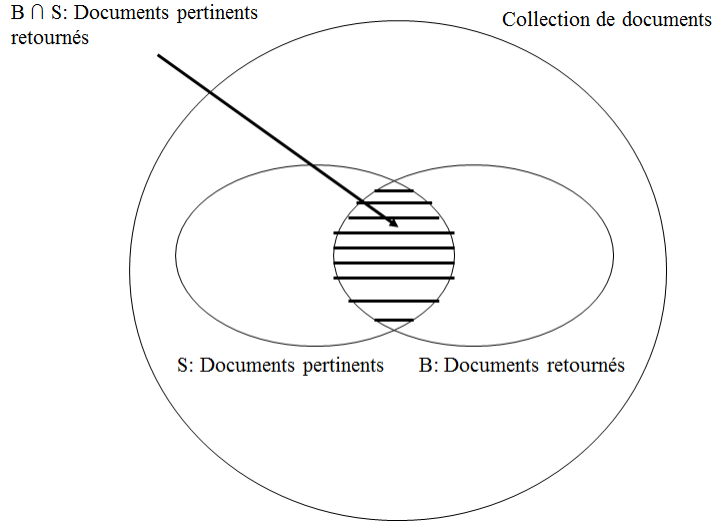 B ∩ S: Documents pertinents
retournés
Collection de documents
S: Documents pertinents
B: Documents retournés